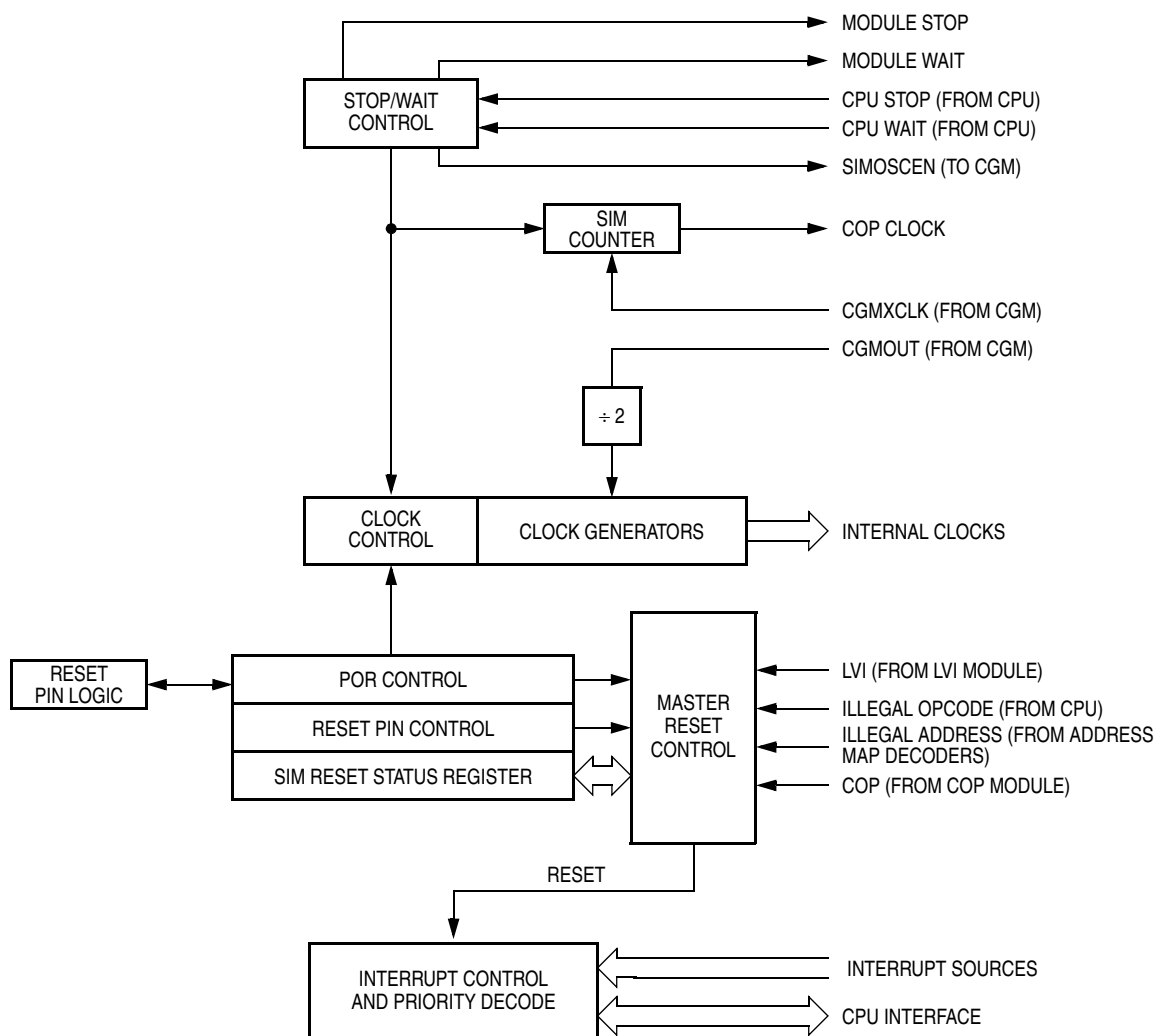 MODULE STOP
MODULE WAIT
STOP/WAIT
CONTROL
CPU STOP (FROM CPU)
CPU WAIT (FROM CPU)
SIMOSCEN (TO CGM)
SIM
COUNTER
COP CLOCK
CGMXCLK (FROM CGM)
CGMOUT (FROM CGM)
÷ 2
CLOCK
CONTROL
CLOCK GENERATORS
INTERNAL CLOCKS
RESET
PIN LOGIC
POR CONTROL
RESET PIN CONTROL
SIM RESET STATUS REGISTER
MASTER
RESET
CONTROL
LVI (FROM LVI MODULE)
ILLEGAL OPCODE (FROM CPU)
ILLEGAL ADDRESS (FROM ADDRESS
MAP DECODERS)
COP (FROM COP MODULE)
RESET
INTERRUPT CONTROL
AND PRIORITY DECODE
INTERRUPT SOURCES
CPU INTERFACE